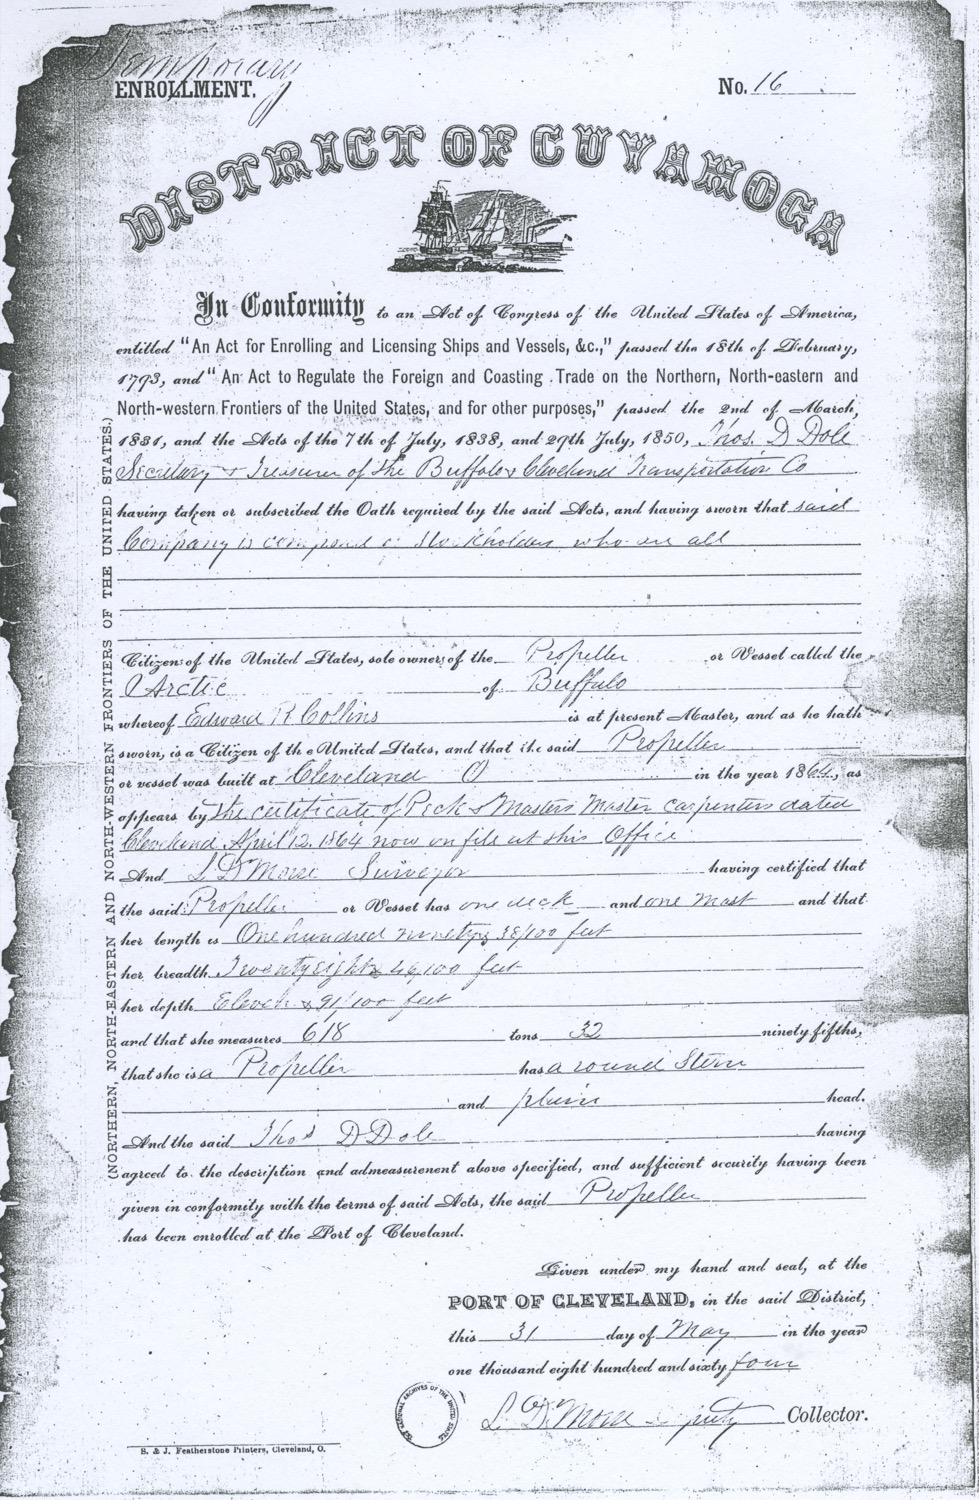 Temporary
ENROLLMENT. No. 16
DISTRICT OF CUYAHOGA
In Conformity to an Act of Congress of the United States of America,
entitled "An Act for Enrolling and Licensing Ships and Vessels, &c.," passed the 18th of February,
1793, and "An Act to Regulate the Foreign and Coasting Trade on the Northern, North-eastern and
North-western Frontiers of the United States, and for other purposes," passed the 2nd of March,
1831, and the Acts of the 7th of July, 1838, and 29th July, 1850, Thos. D Dole
Secretary & Treasurer of the Buffalo & Cleveland Transportation Co
having taken or subscribed the Oath required by the said Acts, and having sworn that said
Company is composed of Stockholders who are all
Citizens of the United States, sole owners of the Propeller or Vessel called the
Arctic of Buffalo
whereof Edward R Collins is at present Master, and as he hath
sworn, is a Citizen of the United States, and that the said Propeller
or vessel was built at Cleveland O in the year 1864, as
appears by the certificate of Peck & Masters Master carpenters dated
Cleveland April 12. 1864 now on file at this Office
And L D Morse Surveyor having certified that
the said Propeller or Vessel has one deck and one mast and that
her length is One hundred ninety & 38/100 feet
her breadth Twenty eight & 46/100 feet
her depth Eleven & 91/100 feet
and that she measures 618 tons 32 ninety fifths,
that she is a Propeller has a round Stern
and plain head.
And the said Thos D Dole having
agreed to the description and admeasurement above specified, and sufficient security having been
given in conformity with the terms of said Acts, the said Propeller
has been enrolled at the Port of Cleveland.
Given under my hand and seal, at the
PORT OF CLEVELAND, in the said District,
this 31 day of May in the year
one thousand eight hundred and sixty four
L D Morse Deputy Collector.
THE NATIONAL ARCHIVES OF THE UNITED STATES
S. & J. Featherstone Printers, Cleveland, O.
(NORTHERN, NORTH-EASTERN AND NORTH-WESTERN FRONTIERS OF THE UNITED STATES.)